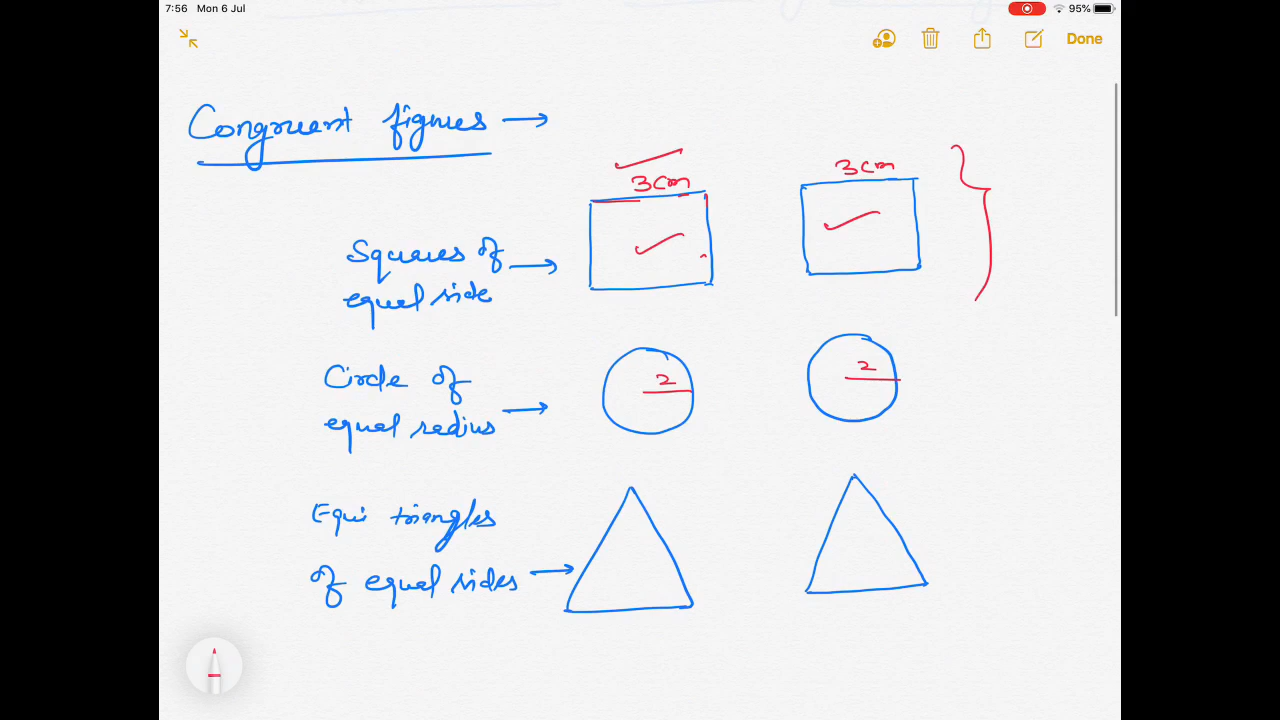 7:56 Mon 6 Jul
95%
Done
Congruent figures →
3cm
3cm
Squares of
equal side →
2
2
Circle of
equal radius →
Equi triangles
of equal sides →